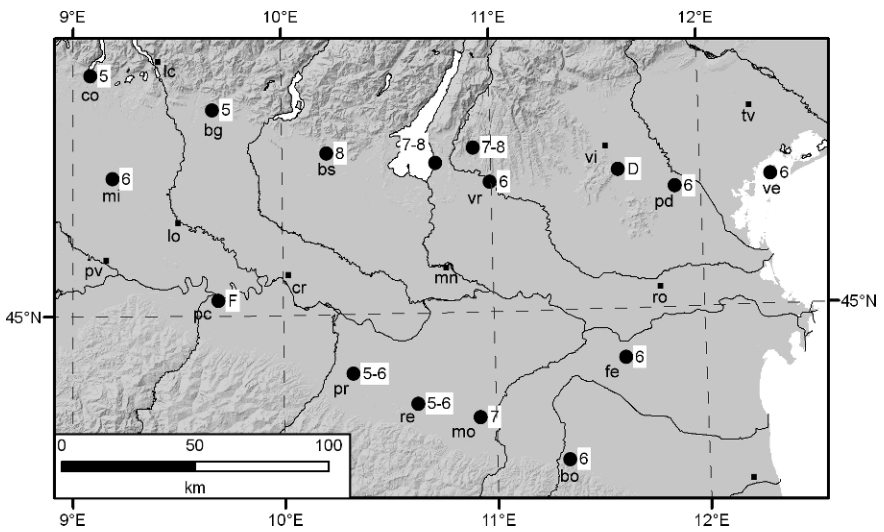 9°E 10°E 11°E 12°E
lc
5
co
tv
5
bg
7-8 7-8
vi
8
bs
D
6
ve
6
mi
6
vr
6
pd
lo
pv
mn
cr
ro
F
pc
45°N 45°N
6
fe
5-6
pr
5-6
re
7
mo
6
bo
0 50 100
km
9°E 10°E 11°E 12°E